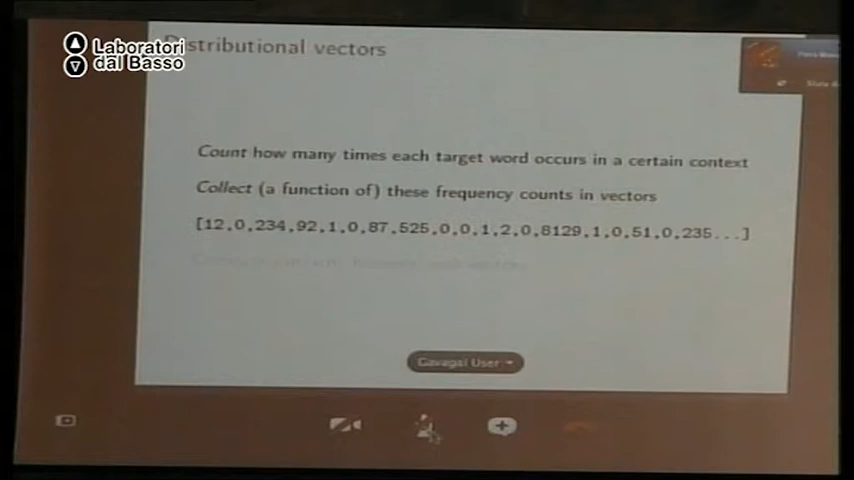 Laboratori
dal Basso
Distributional vectors
Count how many times each target word occurs in a certain context
Collect (a function of) these frequency counts in vectors
[12,0,234,92,1,0,87,525,0,0,1,2,0,8129,1,0,51,0,235...]
Gavagai User